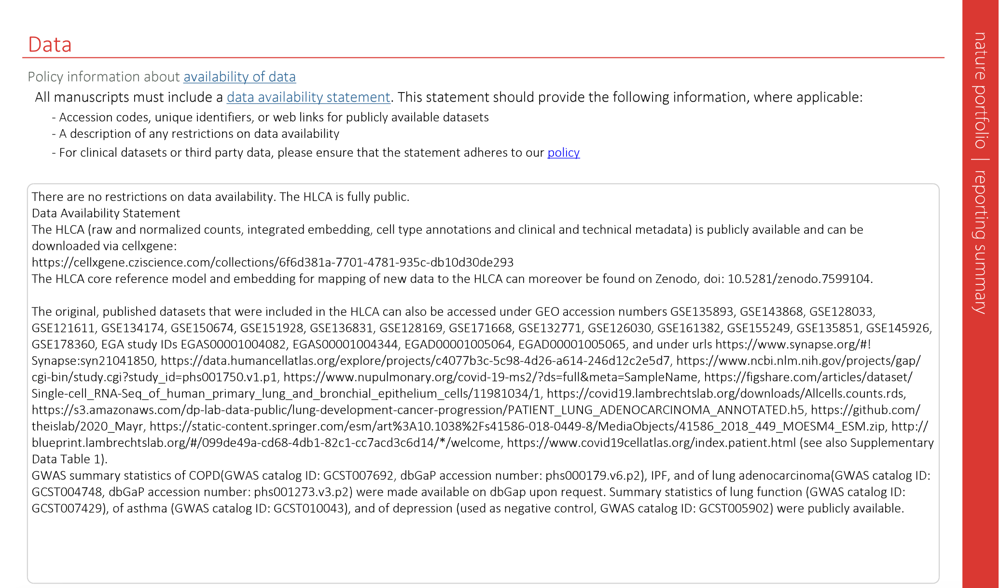 Data
Policy information about availability of data
All manuscripts must include a data availability statement. This statement should provide the following information, where applicable:
- Accession codes, unique identifiers, or web links for publicly available datasets
- A description of any restrictions on data availability
- For clinical datasets or third party data, please ensure that the statement adheres to our policy
There are no restrictions on data availability. The HLCA is fully public.
Data Availability Statement
The HLCA (raw and normalized counts, integrated embedding, cell type annotations and clinical and technical metadata) is publicly available and can be
downloaded via cellxgene:
https://cellxgene.cziscience.com/collections/6f6d381a-7701-4781-935c-db10d30de293
The HLCA core reference model and embedding for mapping of new data to the HLCA can moreover be found on Zenodo, doi: 10.5281/zenodo.7599104.
The original, published datasets that were included in the HLCA can also be accessed under GEO accession numbers GSE135893, GSE143868, GSE128033,
GSE121611, GSE134174, GSE150674, GSE151928, GSE136831, GSE128169, GSE171668, GSE132771, GSE126030, GSE161382, GSE155249, GSE135851, GSE145926,
GSE178360, EGA study IDs EGAS00001004082, EGAS00001004344, EGAD00001005064, EGAD00001005065, and under urls https://www.synapse.org/#!
Synapse:syn21041850, https://data.humancellatlas.org/explore/projects/c4077b3c-5c98-4d26-a614-246d12c2e5d7, https://www.ncbi.nlm.nih.gov/projects/gap/
cgi-bin/study.cgi?study_id=phs001750.v1.p1, https://www.nupulmonary.org/covid-19-ms2/?ds=full&meta=SampleName, https://figshare.com/articles/dataset/
Single-cell_RNA-Seq_of_human_primary_lung_and_bronchial_epithelium_cells/11981034/1, https://covid19.lambrechtslab.org/downloads/Allcells.counts.rds,
https://s3.amazonaws.com/dp-lab-data-public/lung-development-cancer-progression/PATIENT_LUNG_ADENOCARCINOMA_ANNOTATED.h5, https://github.com/
theislab/2020_Mayr, https://static-content.springer.com/esm/art%3A10.1038%2Fs41586-018-0449-8/MediaObjects/41586_2018_449_MOESM4_ESM.zip, http://
blueprint.lambrechtslab.org/#/099de49a-cd68-4db1-82c1-cc7acd3c6d14/*/welcome, https://www.covid19cellatlas.org/index.patient.html (see also Supplementary
Data Table 1).
GWAS summary statistics of COPD(GWAS catalog ID: GCST007692, dbGaP accession number: phs000179.v6.p2), IPF, and of lung adenocarcinoma(GWAS catalog ID:
GCST004748, dbGaP accession number: phs001273.v3.p2) were made available on dbGap upon request. Summary statistics of lung function (GWAS catalog ID:
GCST007429), of asthma (GWAS catalog ID: GCST010043), and of depression (used as negative control, GWAS catalog ID: GCST005902) were publicly available.
nature portfolio | reporting summary